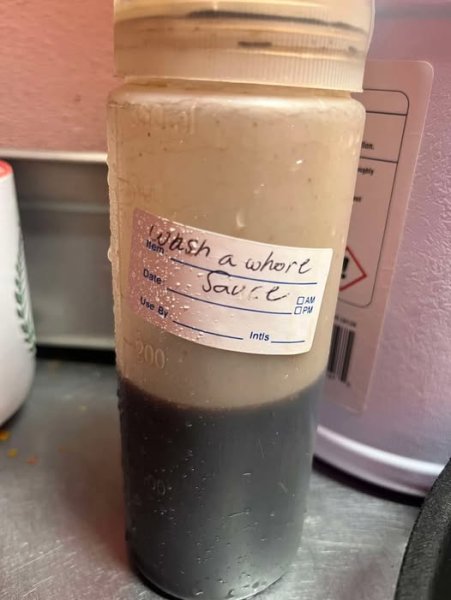 Wash a whore
Item
Sauce
Date
AM
PM
Use By
Intls
200